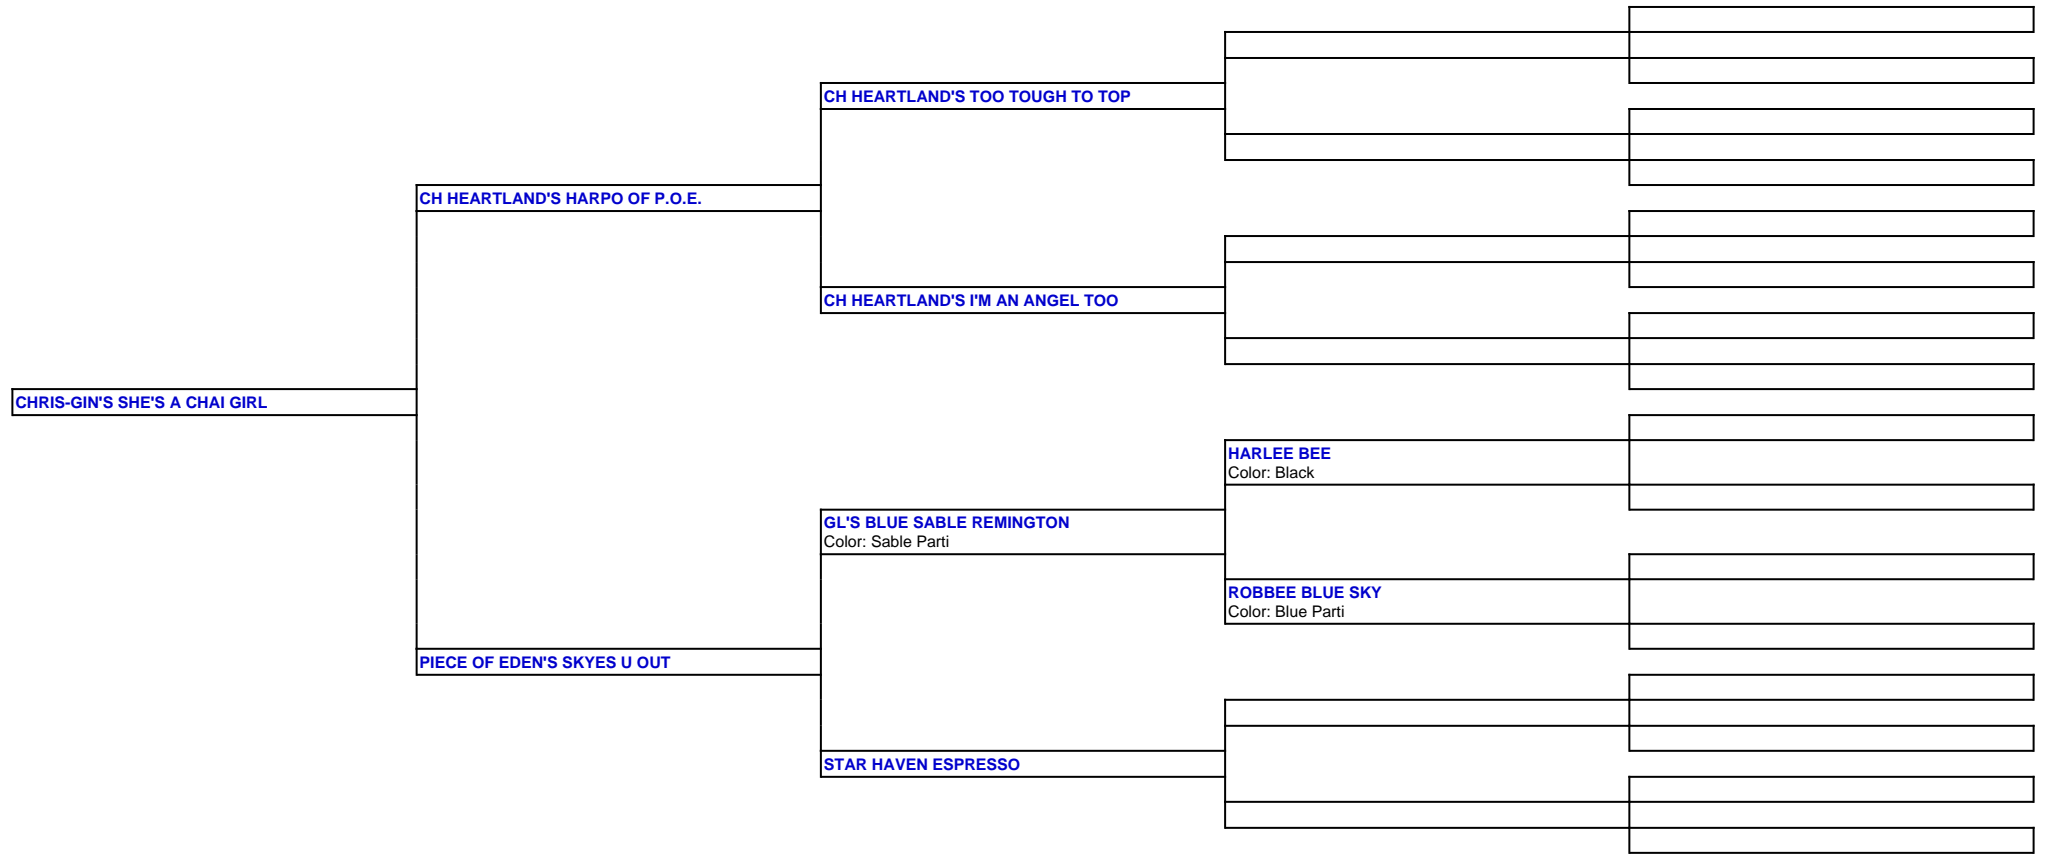 CH HEARTLAND'S TOO TOUGH TO TOP
CH HEARTLAND'S HARPO OF P.O.E.
CH HEARTLAND'S I'M AN ANGEL TOO
CHRIS-GIN'S SHE'S A CHAI GIRL
HARLEE BEE
Color: Black
GL'S BLUE SABLE REMINGTON
Color: Sable Parti
ROBBEE BLUE SKY
Color: Blue Parti
PIECE OF EDEN'S SKYES U OUT
STAR HAVEN ESPRESSO